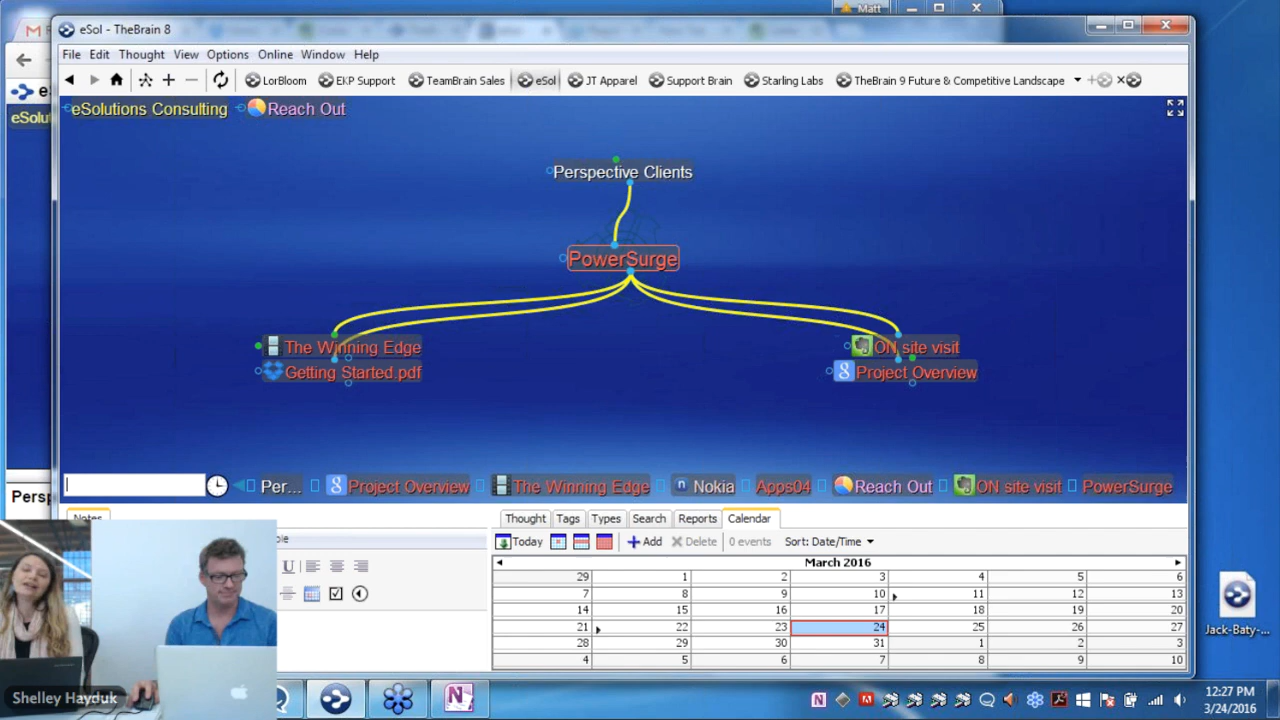 Matt
eSol - TheBrain 8
File Edit Thought View Options Online Window Help
LorBloom EKP Support TeamBrain Sales eSol JT Apparel Support Brain Starling Labs TheBrain 9 Future & Competitive Landscape
eSolutions Consulting Reach Out
eSolu
Perspective Clients
PowerSurge
The Winning Edge ON site visit
Getting Started.pdf Project Overview
Per... Project Overview The Winning Edge Nokia Apps04 Reach Out ON site visit PowerSurge
Persp
Notes Thought Tags Types Search Reports Calendar
Today Add Delete 0 events Sort: Date/Time
March 2016
29 1 2 3 4 5 6
7 8 9 10 11 12 13
14 15 16 17 18 19 20
21 22 23 24 25 26 27
28 29 30 31 1 2 3
4 5 6 7 8 9 10
Jack-Baty-...
Shelley Hayduk
12:27 PM
3/24/2016